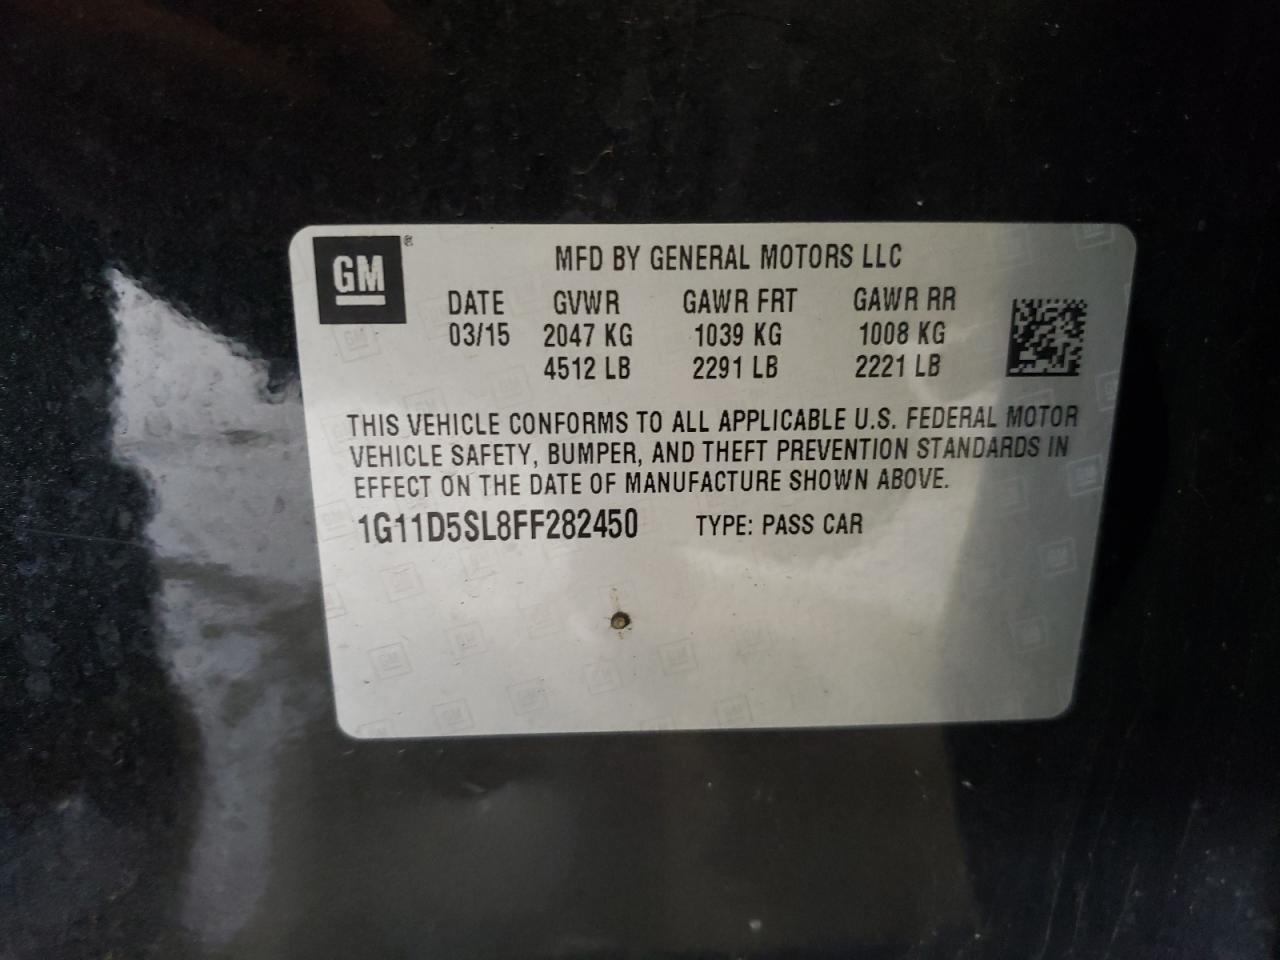 GM®
MFD BY GENERAL MOTORS LLC
DATE GVWR GAWR FRT GAWR RR
03/15 2047 KG 1039 KG 1008 KG
4512 LB 2291 LB 2221 LB
THIS VEHICLE CONFORMS TO ALL APPLICABLE U.S. FEDERAL MOTOR
VEHICLE SAFETY, BUMPER, AND THEFT PREVENTION STANDARDS IN
EFFECT ON THE DATE OF MANUFACTURE SHOWN ABOVE.
1G11D5SL8FF282450 TYPE: PASS CAR